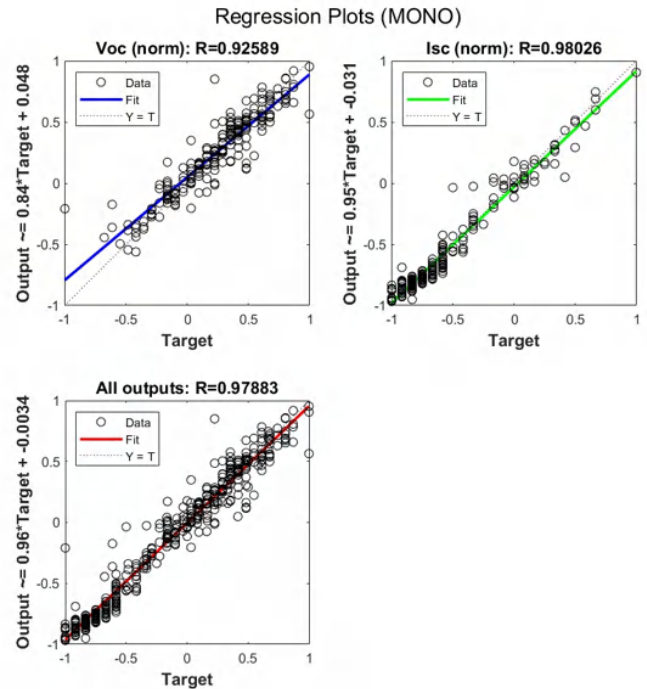 Regression Plots (MONO)
Voc (norm): R=0.92589
Output ~= 0.84*Target + 0.048
1
0.5
0
-0.5
-1
Data
Fit
Y = T
-1
-0.5
0
0.5
1
Target
Isc (norm): R=0.98026
Output ~= 0.95*Target + -0.031
1
0.5
0
-0.5
-1
Data
Fit
Y = T
-1
-0.5
0
0.5
1
Target
All outputs: R=0.97883
Output ~= 0.96*Target + -0.0034
1
0.5
0
-0.5
-1
Data
Fit
Y = T
-1
-0.5
0
0.5
1
Target